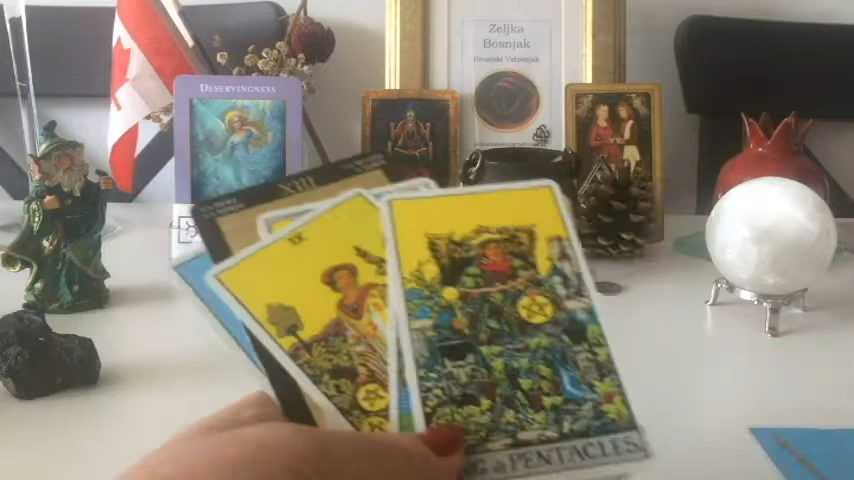 Zeljka
Bosnjak
Hrvatski Vidovnjak
DESERVINGNESS
XIII
IX
PENTACLES